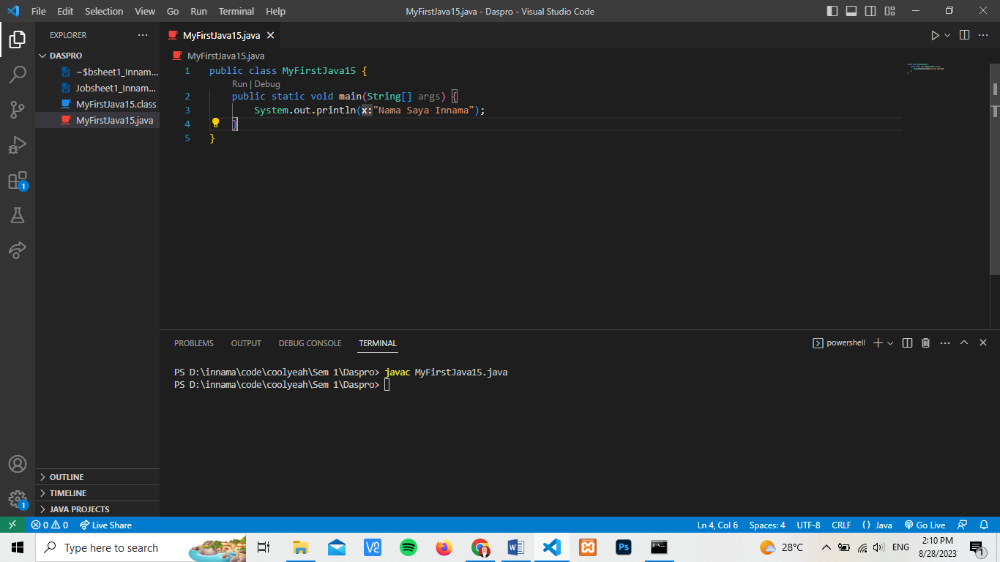 File Edit Selection View Go Run Terminal Help MyFirstJava15.java - Daspro - Visual Studio Code
EXPLORER ...
MyFirstJava15.java
DASPRO
~$bsheet1_Innam...
Jobsheet1_Innam...
MyFirstJava15.class
MyFirstJava15.java
MyFirstJava15.java
1 public class MyFirstJava15 {
Run | Debug
2 public static void main(String[] args) {
3 System.out.println(x:"Nama Saya Innama");
4 }
5 }
1
PROBLEMS OUTPUT DEBUG CONSOLE TERMINAL powershell
PS D:\innama\code\coolyeah\Sem 1\Daspro> javac MyFirstJava15.java
PS D:\innama\code\coolyeah\Sem 1\Daspro>
OUTLINE
TIMELINE
JAVA PROJECTS
1
0 0 Live Share Ln 4, Col 6 Spaces: 4 UTF-8 CRLF {} Java Go Live
Type here to search
Ps
28°C
ENG
2:10 PM
8/28/2023
1